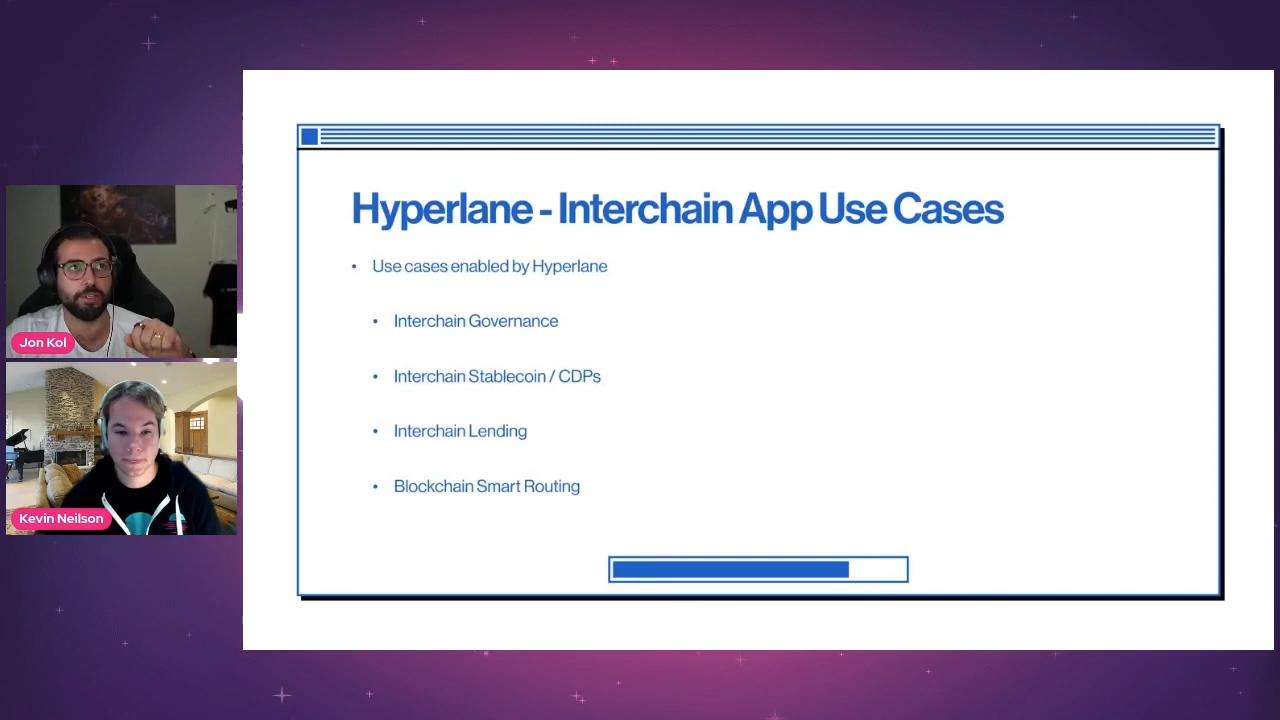 Hyperlane - Interchain App Use Cases
• Use cases enabled by Hyperlane
• Interchain Governance
• Interchain Stablecoin / CDPs
• Interchain Lending
• Blockchain Smart Routing
Jon Kol
Kevin Neilson